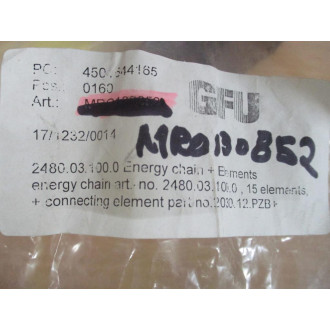 PO: 4501644165
Pos.: 0160
Art.:
GFU
17/1232/0014
MR0130852
2480.03.100.0 Energy chain + Elements
energy chain art.- no. 2480.03.100.0, 15 elements,
+ connecting element part no. 2030.12.PZB +